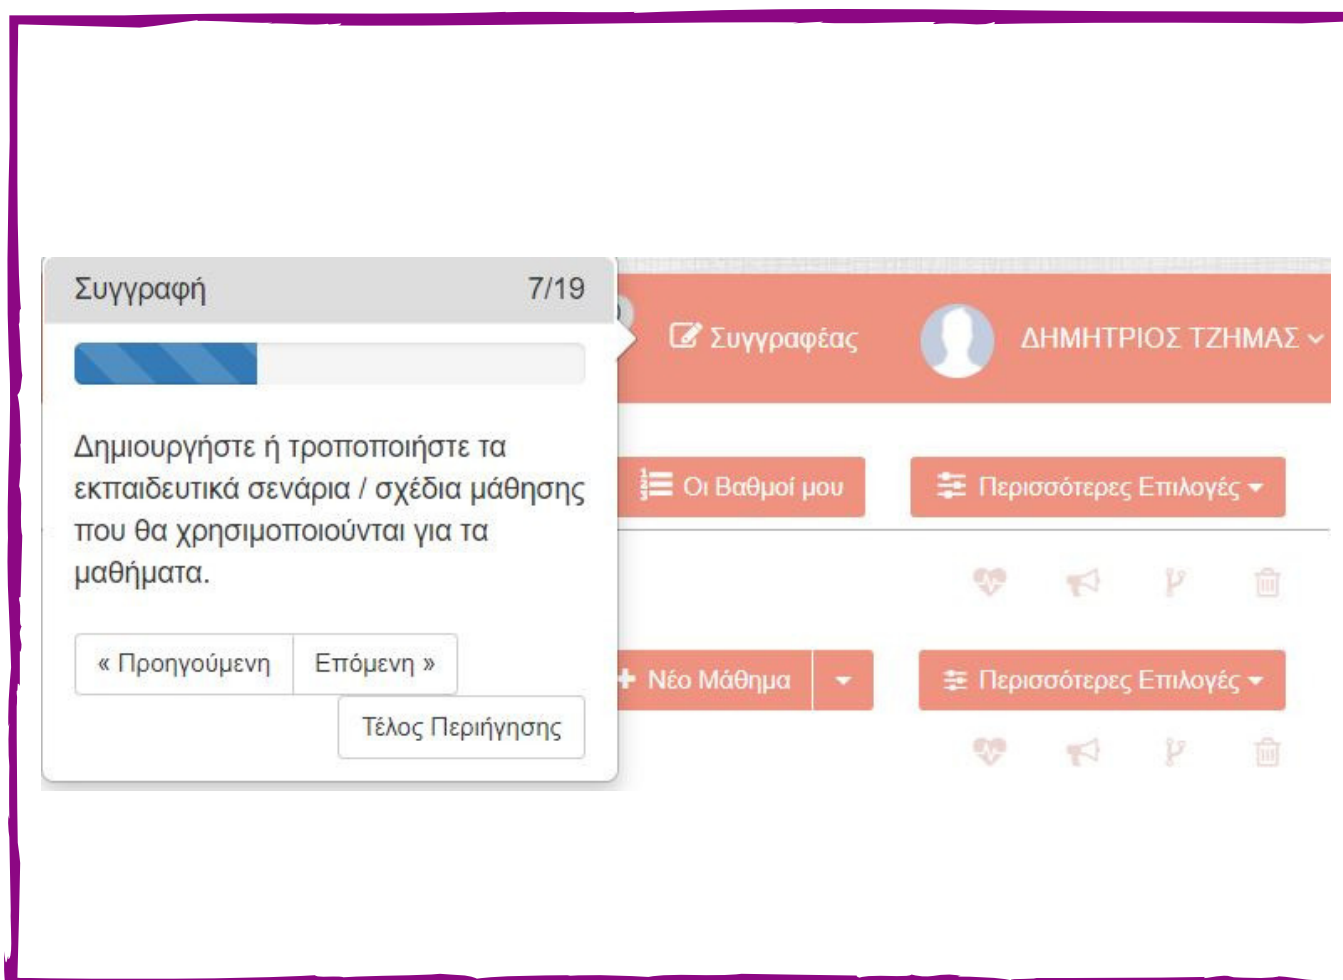 Συγγραφή 7/19
Συγγραφέας
ΔΗΜΗΤΡΙΟΣ ΤΖΗΜΑΣ
Δημιουργήστε ή τροποποιήστε τα
εκπαιδευτικά σενάρια / σχέδια μάθησης
που θα χρησιμοποιούνται για τα
μαθήματα.
Οι Βαθμοί μου
Περισσότερες Επιλογές
« Προηγούμενη
Επόμενη »
Τέλος Περιήγησης
+ Νέο Μάθημα
Περισσότερες Επιλογές